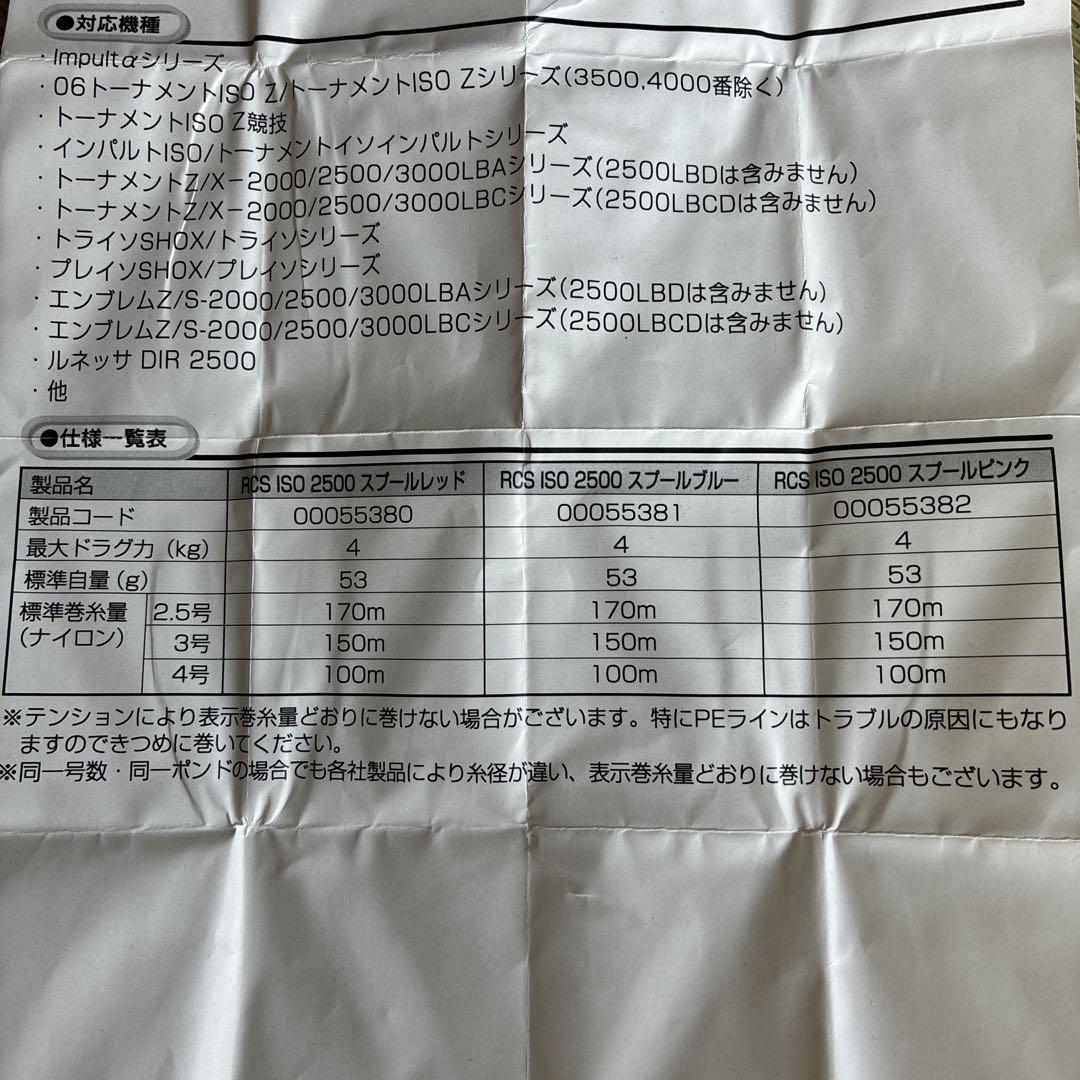 ●対応機種
・Impultαシリーズ
・06トーナメントISO Z/トーナメントISO Zシリーズ(3500,4000番除く)
・トーナメントISO Z競技
・インパルトISO/トーナメントイソインパルトシリーズ
・トーナメントZ/X-2000/2500/3000LBAシリーズ(2500LBDは含みません)
・トーナメントZ/X-2000/2500/3000LBCシリーズ(2500LBCDは含みません)
・トライソSHOX/トライソシリーズ
・プレイソSHOX/プレイソシリーズ
・エンブレムZ/S-2000/2500/3000LBAシリーズ(2500LBDは含みません)
・エンブレムZ/S-2000/2500/3000LBCシリーズ(2500LBCDは含みません)
・ルネッサ DIR 2500
・他
●仕様一覧表
製品名 RCS ISO 2500 スプールレッド RCS ISO 2500 スプールブルー RCS ISO 2500 スプールピンク
製品コード 00055380 00055381 00055382
最大ドラグ力 (kg) 4 4 4
標準自量 (g) 53 53 53
標準巻糸量 2.5号 170m 170m 170m
(ナイロン) 3号 150m 150m 150m
4号 100m 100m 100m
※テンションにより表示巻糸量どおりに巻けない場合がございます。特にPEラインはトラブルの原因にもなり
ますのできつめに巻いてください。
※同一号数・同一ポンドの場合でも各社製品により糸径が違い、表示巻糸量どおりに巻けない場合もございます。